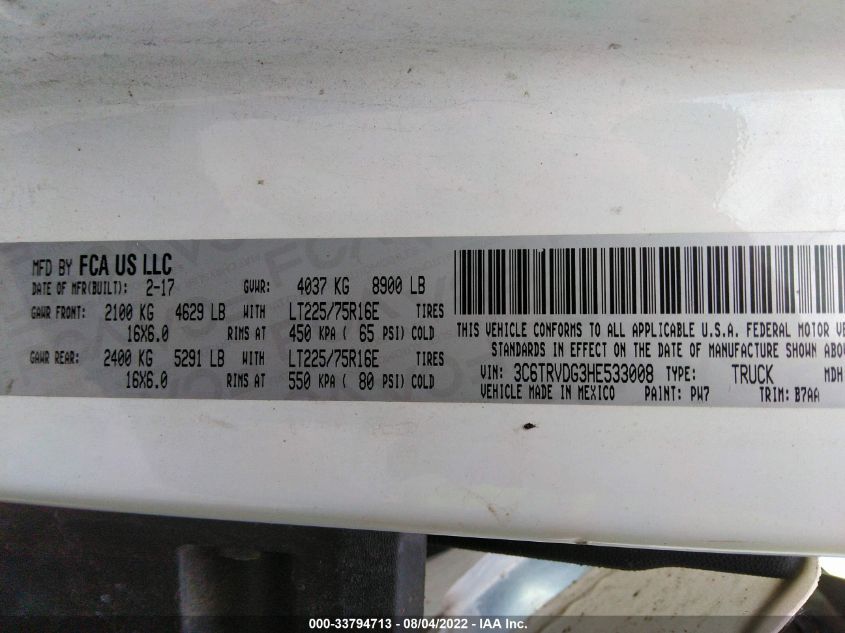 MFD BY FCA US LLC
DATE OF MFR(BUILT): 2-17 GVWR: 4037 KG 8900 LB
GAWR FRONT: 2100 KG 4629 LB WITH LT225/75R16E TIRES
16X6.0 RIMS AT 450 KPA ( 65 PSI) COLD
GAWR REAR: 2400 KG 5291 LB WITH LT225/75R16E TIRES
16X6.0 RIMS AT 550 KPA ( 80 PSI) COLD
THIS VEHICLE CONFORMS TO ALL APPLICABLE U.S.A. FEDERAL MOTOR VE
STANDARDS IN EFFECT ON THE DATE OF MANUFACTURE SHOWN ABOV
VIN: 3C6TRVDG3HE533008 TYPE: TRUCK MDH
VEHICLE MADE IN MEXICO PAINT: PW7 TRIM: B7AA
000-33794713 - 08/04/2022 - IAA Inc.